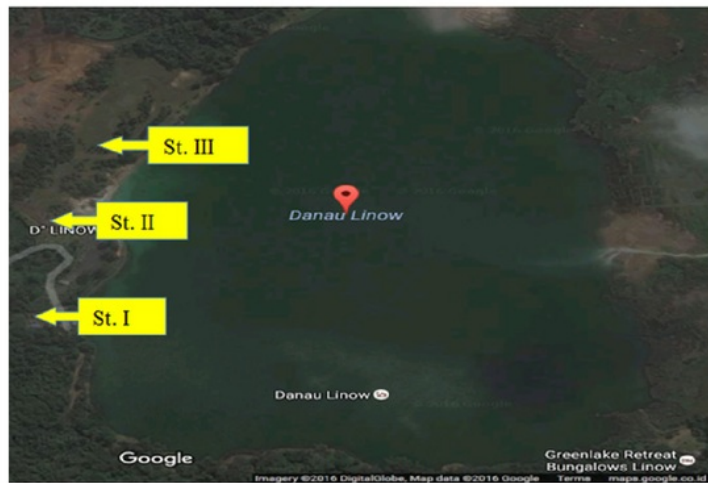 St. III
Danau Linow
D' LINOW
St. II
St. I
Danau Linow
Google
Greenlake Retreat
Bungalows Linow
Imagery ©2016 DigitalGlobe, Map data ©2016 Google Terms maps.google.co.id